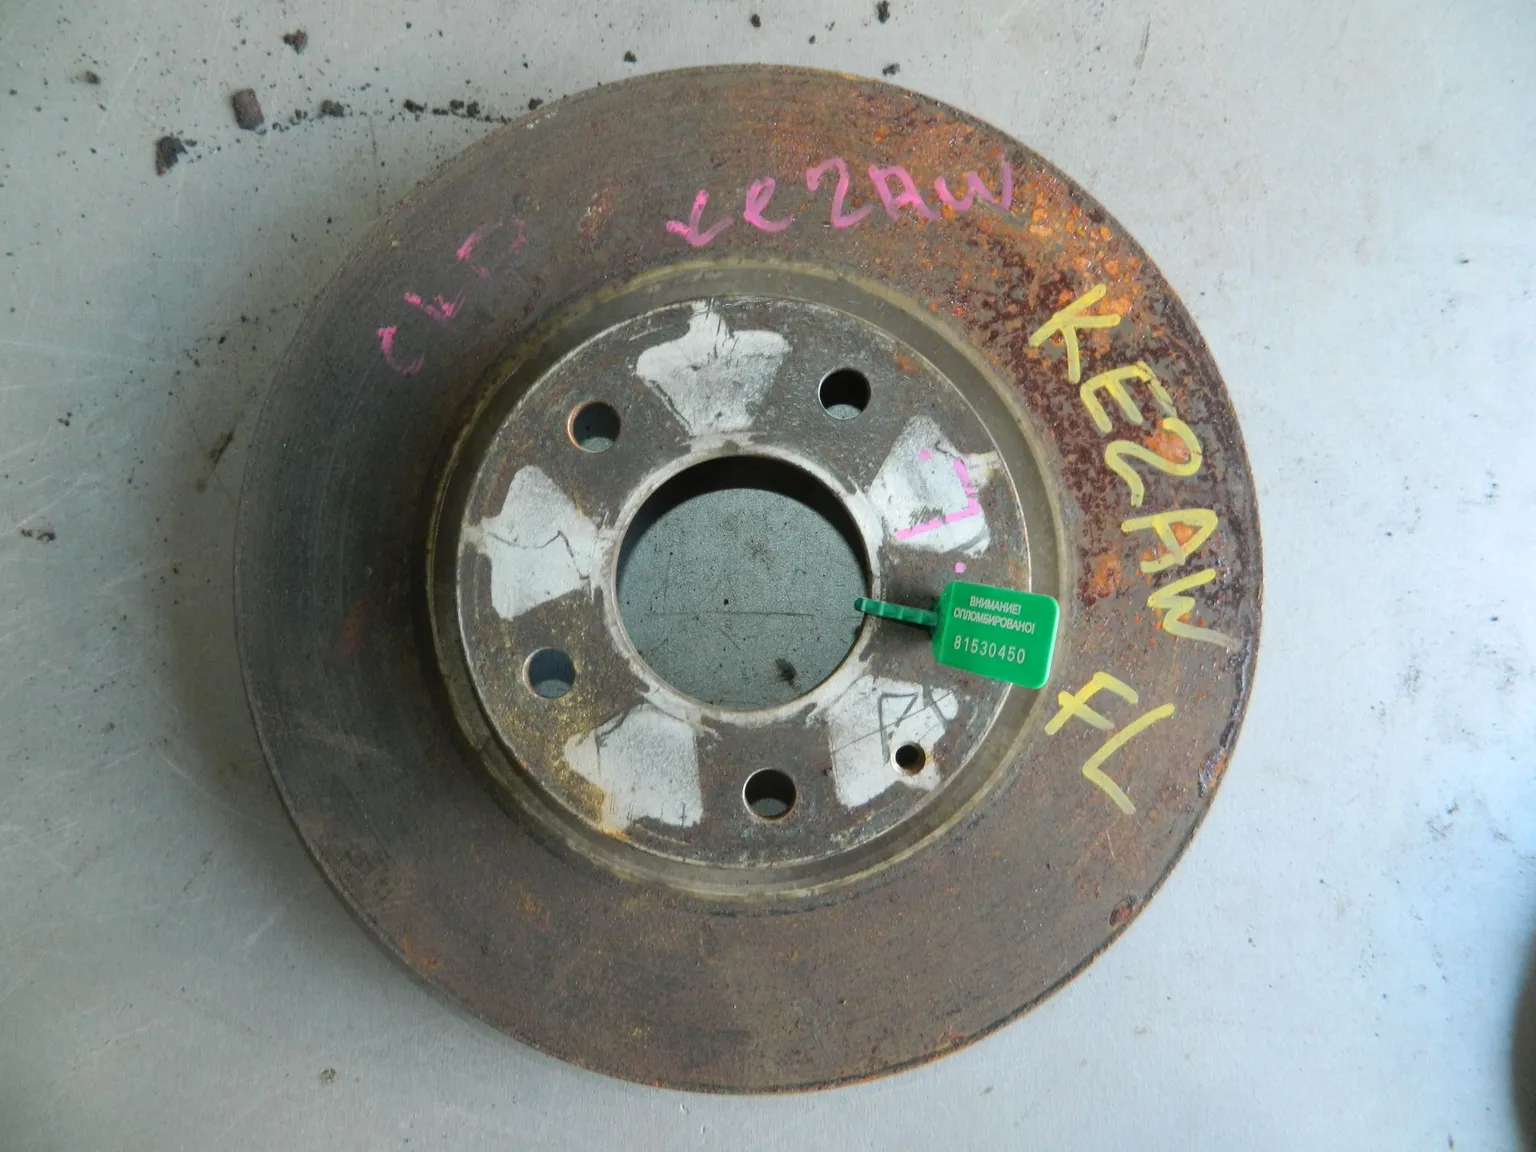 KE2AW
KE2AW
FL
ВНИМАНИЕ!
ОПЛОМБИРОВАНО!
81530450